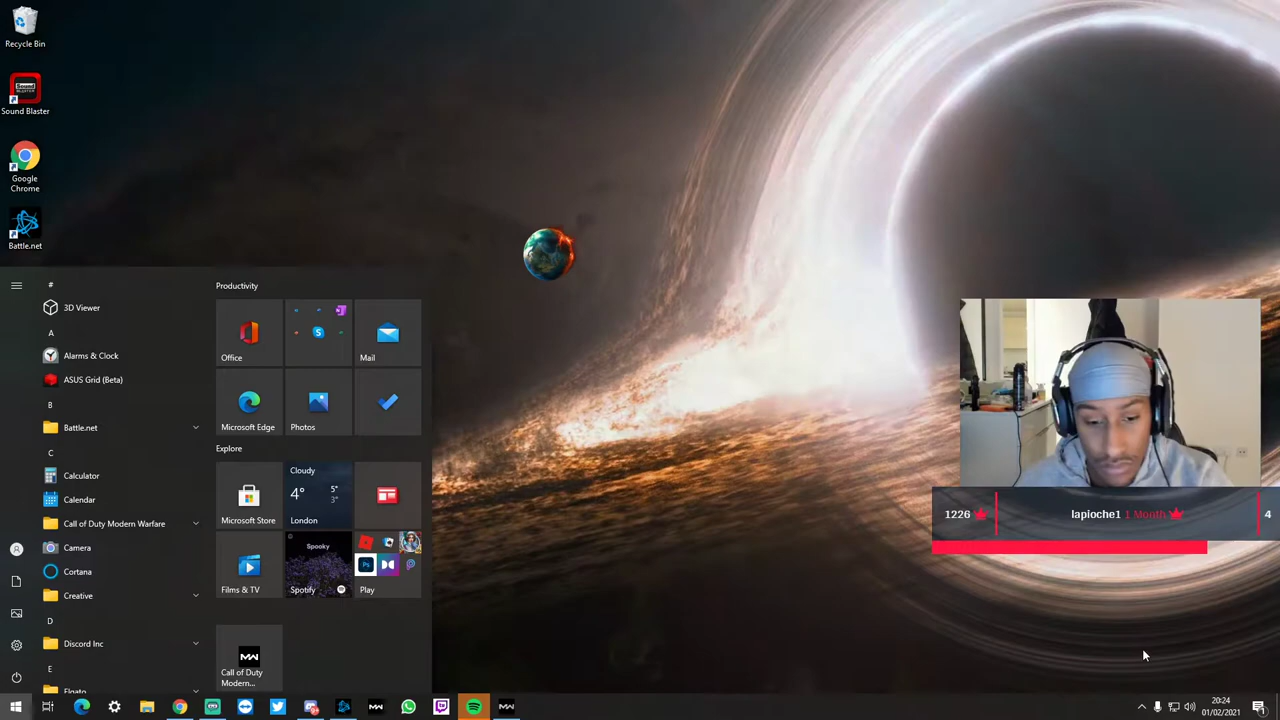 Recycle Bin
Sound Blaster
Google
Chrome
Battle.net
#
3D Viewer
A
Alarms & Clock
ASUS Grid (Beta)
B
Battle.net
C
Calculator
Calendar
Call of Duty Modern Warfare
Camera
Cortana
Creative
D
Discord Inc
E
Elgato
Productivity
Office
Mail
Microsoft Edge
Photos
Explore
Microsoft Store
Cloudy
4°
5°
3°
London
Films & TV
Spooky
Spotify
Play
Call of Duty
Modern...
1226
lapioche1 1 Month
4
20:24
01/02/2021